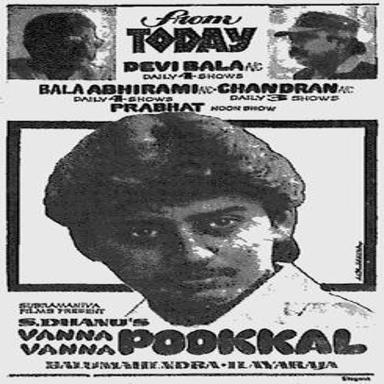 from
TODAY
DEVI BALA A/C
DAILY 4-SHOWS
BALA ABHIRAMI A/C - CHANDRAN A/C
DAILY 4-SHOWS DAILY 3 SHOWS
PRABHAT NOON SHOW
SUBRAMANIYA
FILMS PRESENT
S.DHANU'S
VANNA
VANNA POOKKAL
BALUMAHENDRA·ILAYARAJA